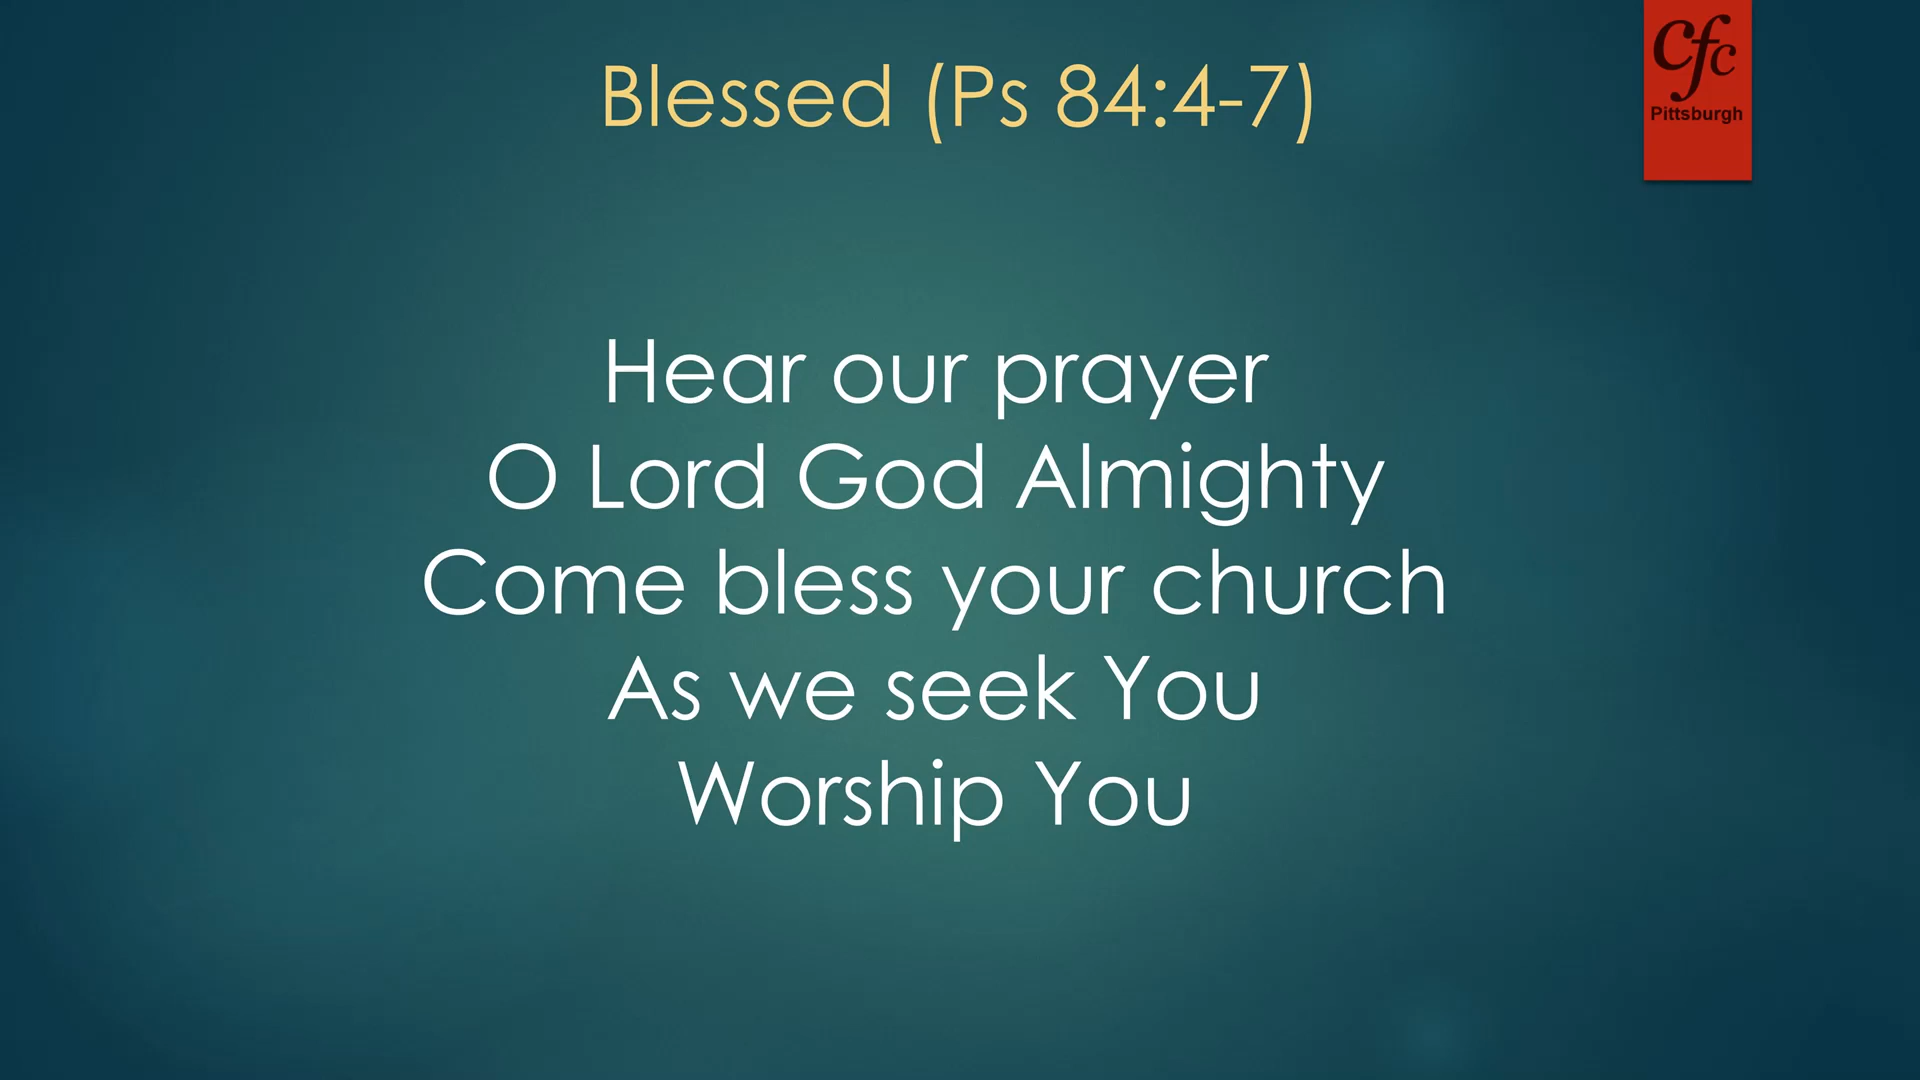 Blessed (Ps 84:4-7)
cfc
Pittsburgh
Hear our prayer
O Lord God Almighty
Come bless your church
As we seek You
Worship You